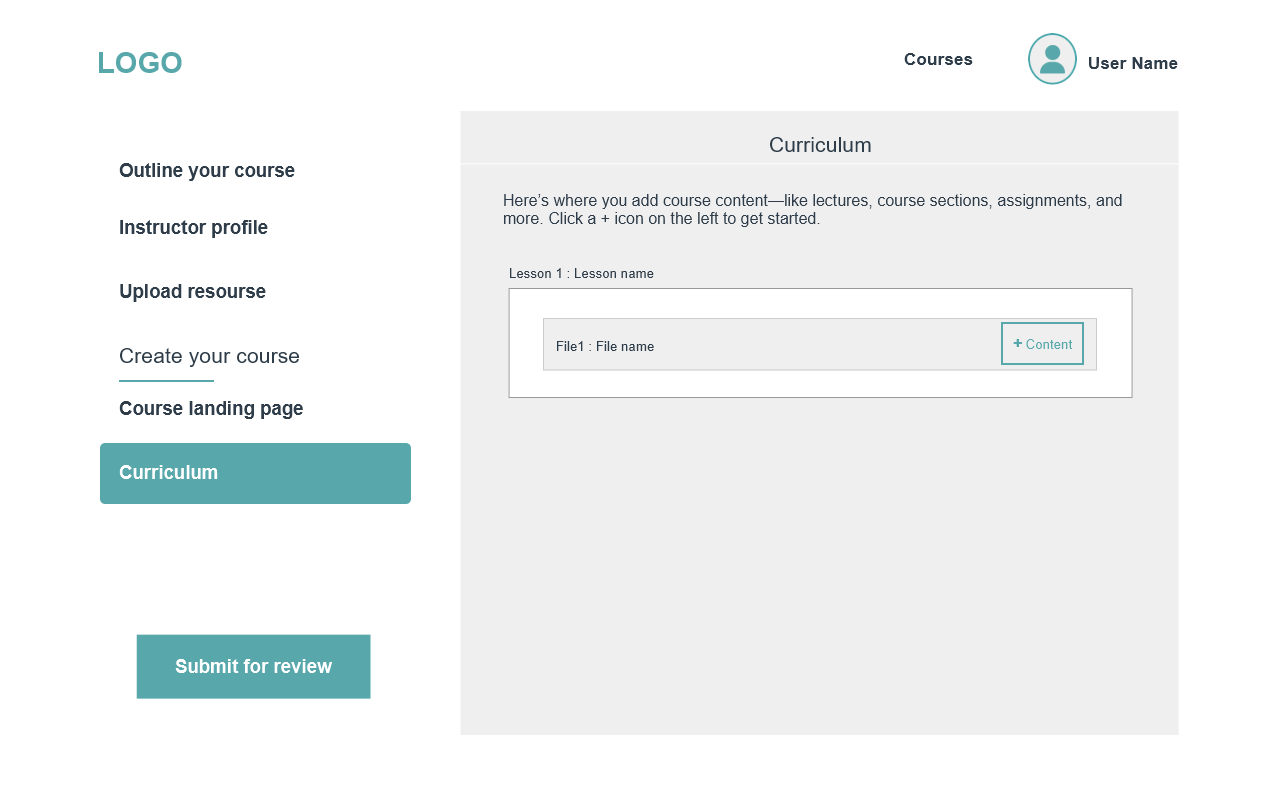 LOGO
Courses
User Name
Outline your course
Instructor profile
Upload resourse
Create your course
Course landing page
Curriculum
Submit for review
Curriculum
Here’s where you add course content—like lectures, course sections, assignments, and
more. Click a + icon on the left to get started.
Lesson 1 : Lesson name
File1 : File name
+ Content